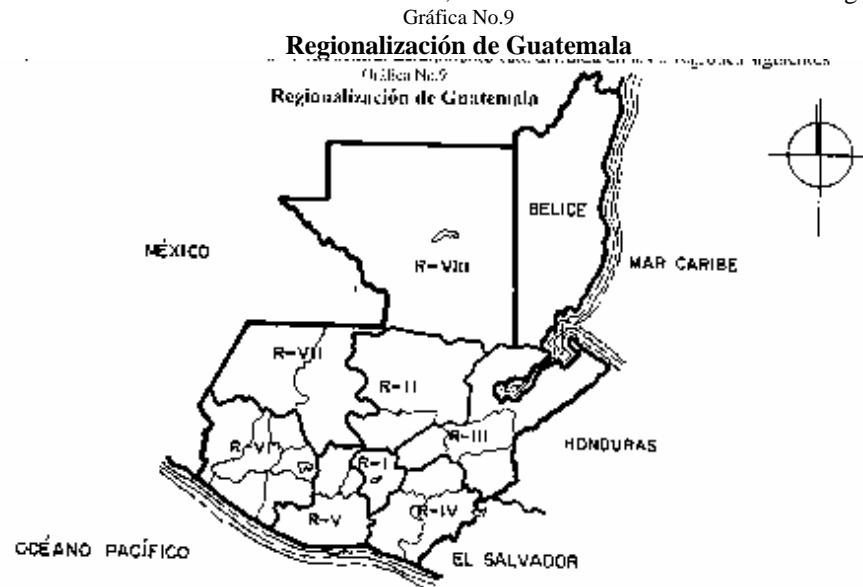 Gráfica No.9
Regionalización de Guatemala
Gráfica No.9
Regionalización de Guatemala
BELICE
MÉXICO
R-VIII
MAR CARIBE
R-VII
R-II
R-VI
R-III
HONDURAS
R-I
R-V
R-IV
OCÉANO PACÍFICO
EL SALVADOR